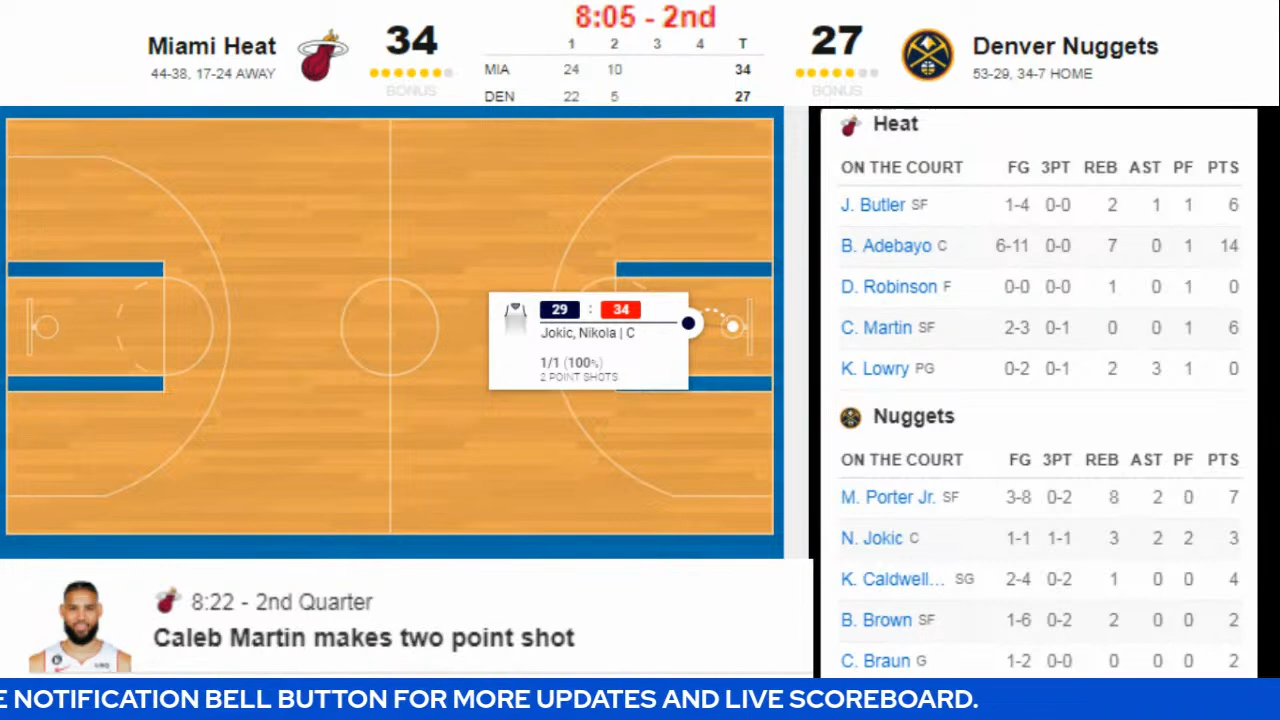 8:05 - 2nd
Miami Heat
44-38, 17-24 AWAY
34
BONUS
1 2 3 4 T
MIA 24 10 34
DEN 22 5 27
27
BONUS
Denver Nuggets
53-29, 34-7 HOME
29 : 34
Jokic, Nikola | C
1/1 (100%)
2 POINT SHOTS
8:22 - 2nd Quarter
Caleb Martin makes two point shot
Heat
ON THE COURT FG 3PT REB AST PF PTS
J. Butler SF 1-4 0-0 2 1 1 6
B. Adebayo C 6-11 0-0 7 0 1 14
D. Robinson F 0-0 0-0 1 0 1 0
C. Martin SF 2-3 0-1 0 0 1 6
K. Lowry PG 0-2 0-1 2 3 1 0
Nuggets
ON THE COURT FG 3PT REB AST PF PTS
M. Porter Jr. SF 3-8 0-2 8 2 0 7
N. Jokic C 1-1 1-1 3 2 2 3
K. Caldwell... SG 2-4 0-2 1 0 0 4
B. Brown SF 1-6 0-2 2 0 0 2
C. Braun G 1-2 0-0 0 0 0 2
E NOTIFICATION BELL BUTTON FOR MORE UPDATES AND LIVE SCOREBOARD.